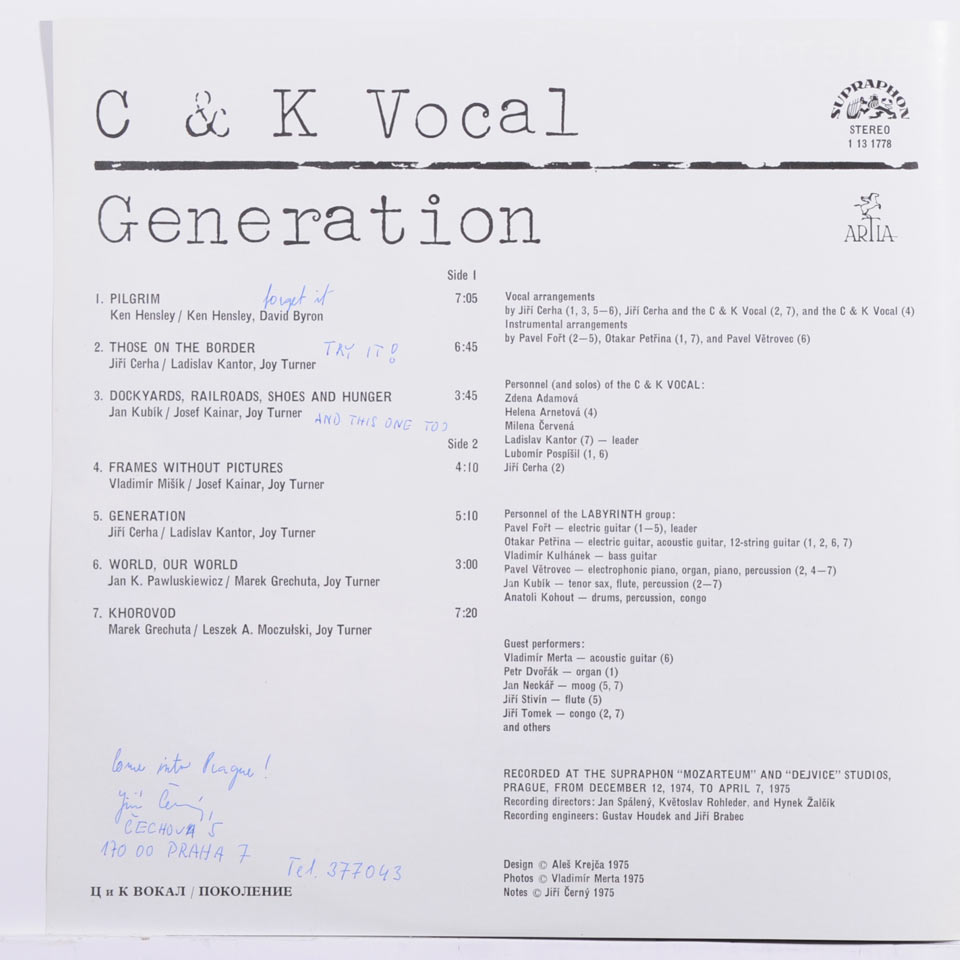 C & K Vocal
SUPRAPHON
STEREO
1 13 1778
Generation
ARTIA
Side 1
1. PILGRIM forget it 7:05
Ken Hensley / Ken Hensley, David Byron
2. THOSE ON THE BORDER TRY IT! 6:45
Jiří Cerha / Ladislav Kantor, Joy Turner
3. DOCKYARDS, RAILROADS, SHOES AND HUNGER 3:45
Jan Kubík / Josef Kainar, Joy Turner AND THIS ONE TOO
Side 2
4. FRAMES WITHOUT PICTURES 4:10
Vladimír Mišík / Josef Kainar, Joy Turner
5. GENERATION 5:10
Jiří Cerha / Ladislav Kantor, Joy Turner
6. WORLD, OUR WORLD 3:00
Jan K. Pawluskiewicz / Marek Grechuta, Joy Turner
7. KHOROVOD 7:20
Marek Grechuta / Leszek A. Moczulski, Joy Turner
Come into Prague!
Jiří Černý,
ČECHOVA 5
170 00 PRAHA 7
Tel. 377043
Ц и К ВОКАЛ / ПОКОЛЕНИЕ
Vocal arrangements
by Jiří Cerha (1, 3, 5—6), Jiří Cerha and the C & K Vocal (2, 7), and the C & K Vocal (4)
Instrumental arrangements
by Pavel Fořt (2—5), Otakar Petřina (1, 7), and Pavel Větrovec (6)
Personnel (and solos) of the C & K VOCAL:
Zdena Adamová
Helena Arnetová (4)
Milena Červená
Ladislav Kantor (7) — leader
Lubomír Pospíšil (1, 6)
Jiří Cerha (2)
Personnel of the LABYRINTH group:
Pavel Fořt — electric guitar (1—5), leader
Otakar Petřina — electric guitar, acoustic guitar, 12-string guitar (1, 2, 6, 7)
Vladimír Kulhánek — bass guitar
Pavel Větrovec — electrophonic piano, organ, piano, percussion (2, 4—7)
Jan Kubík — tenor sax, flute, percussion (2—7)
Anatoli Kohout — drums, percussion, congo
Guest performers:
Vladimír Merta — acoustic guitar (6)
Petr Dvořák — organ (1)
Jan Neckář — moog (5, 7)
Jiří Stivín — flute (5)
Jiří Tomek — congo (2, 7)
and others
RECORDED AT THE SUPRAPHON "MOZARTEUM" AND "DEJVICE" STUDIOS,
PRAGUE, FROM DECEMBER 12, 1974, TO APRIL 7, 1975
Recording directors: Jan Spálený, Květoslav Rohleder, and Hynek Žalčík
Recording engineers: Gustav Houdek and Jiří Brabec
Design © Aleš Krejča 1975
Photos © Vladimír Merta 1975
Notes © Jiří Černý 1975